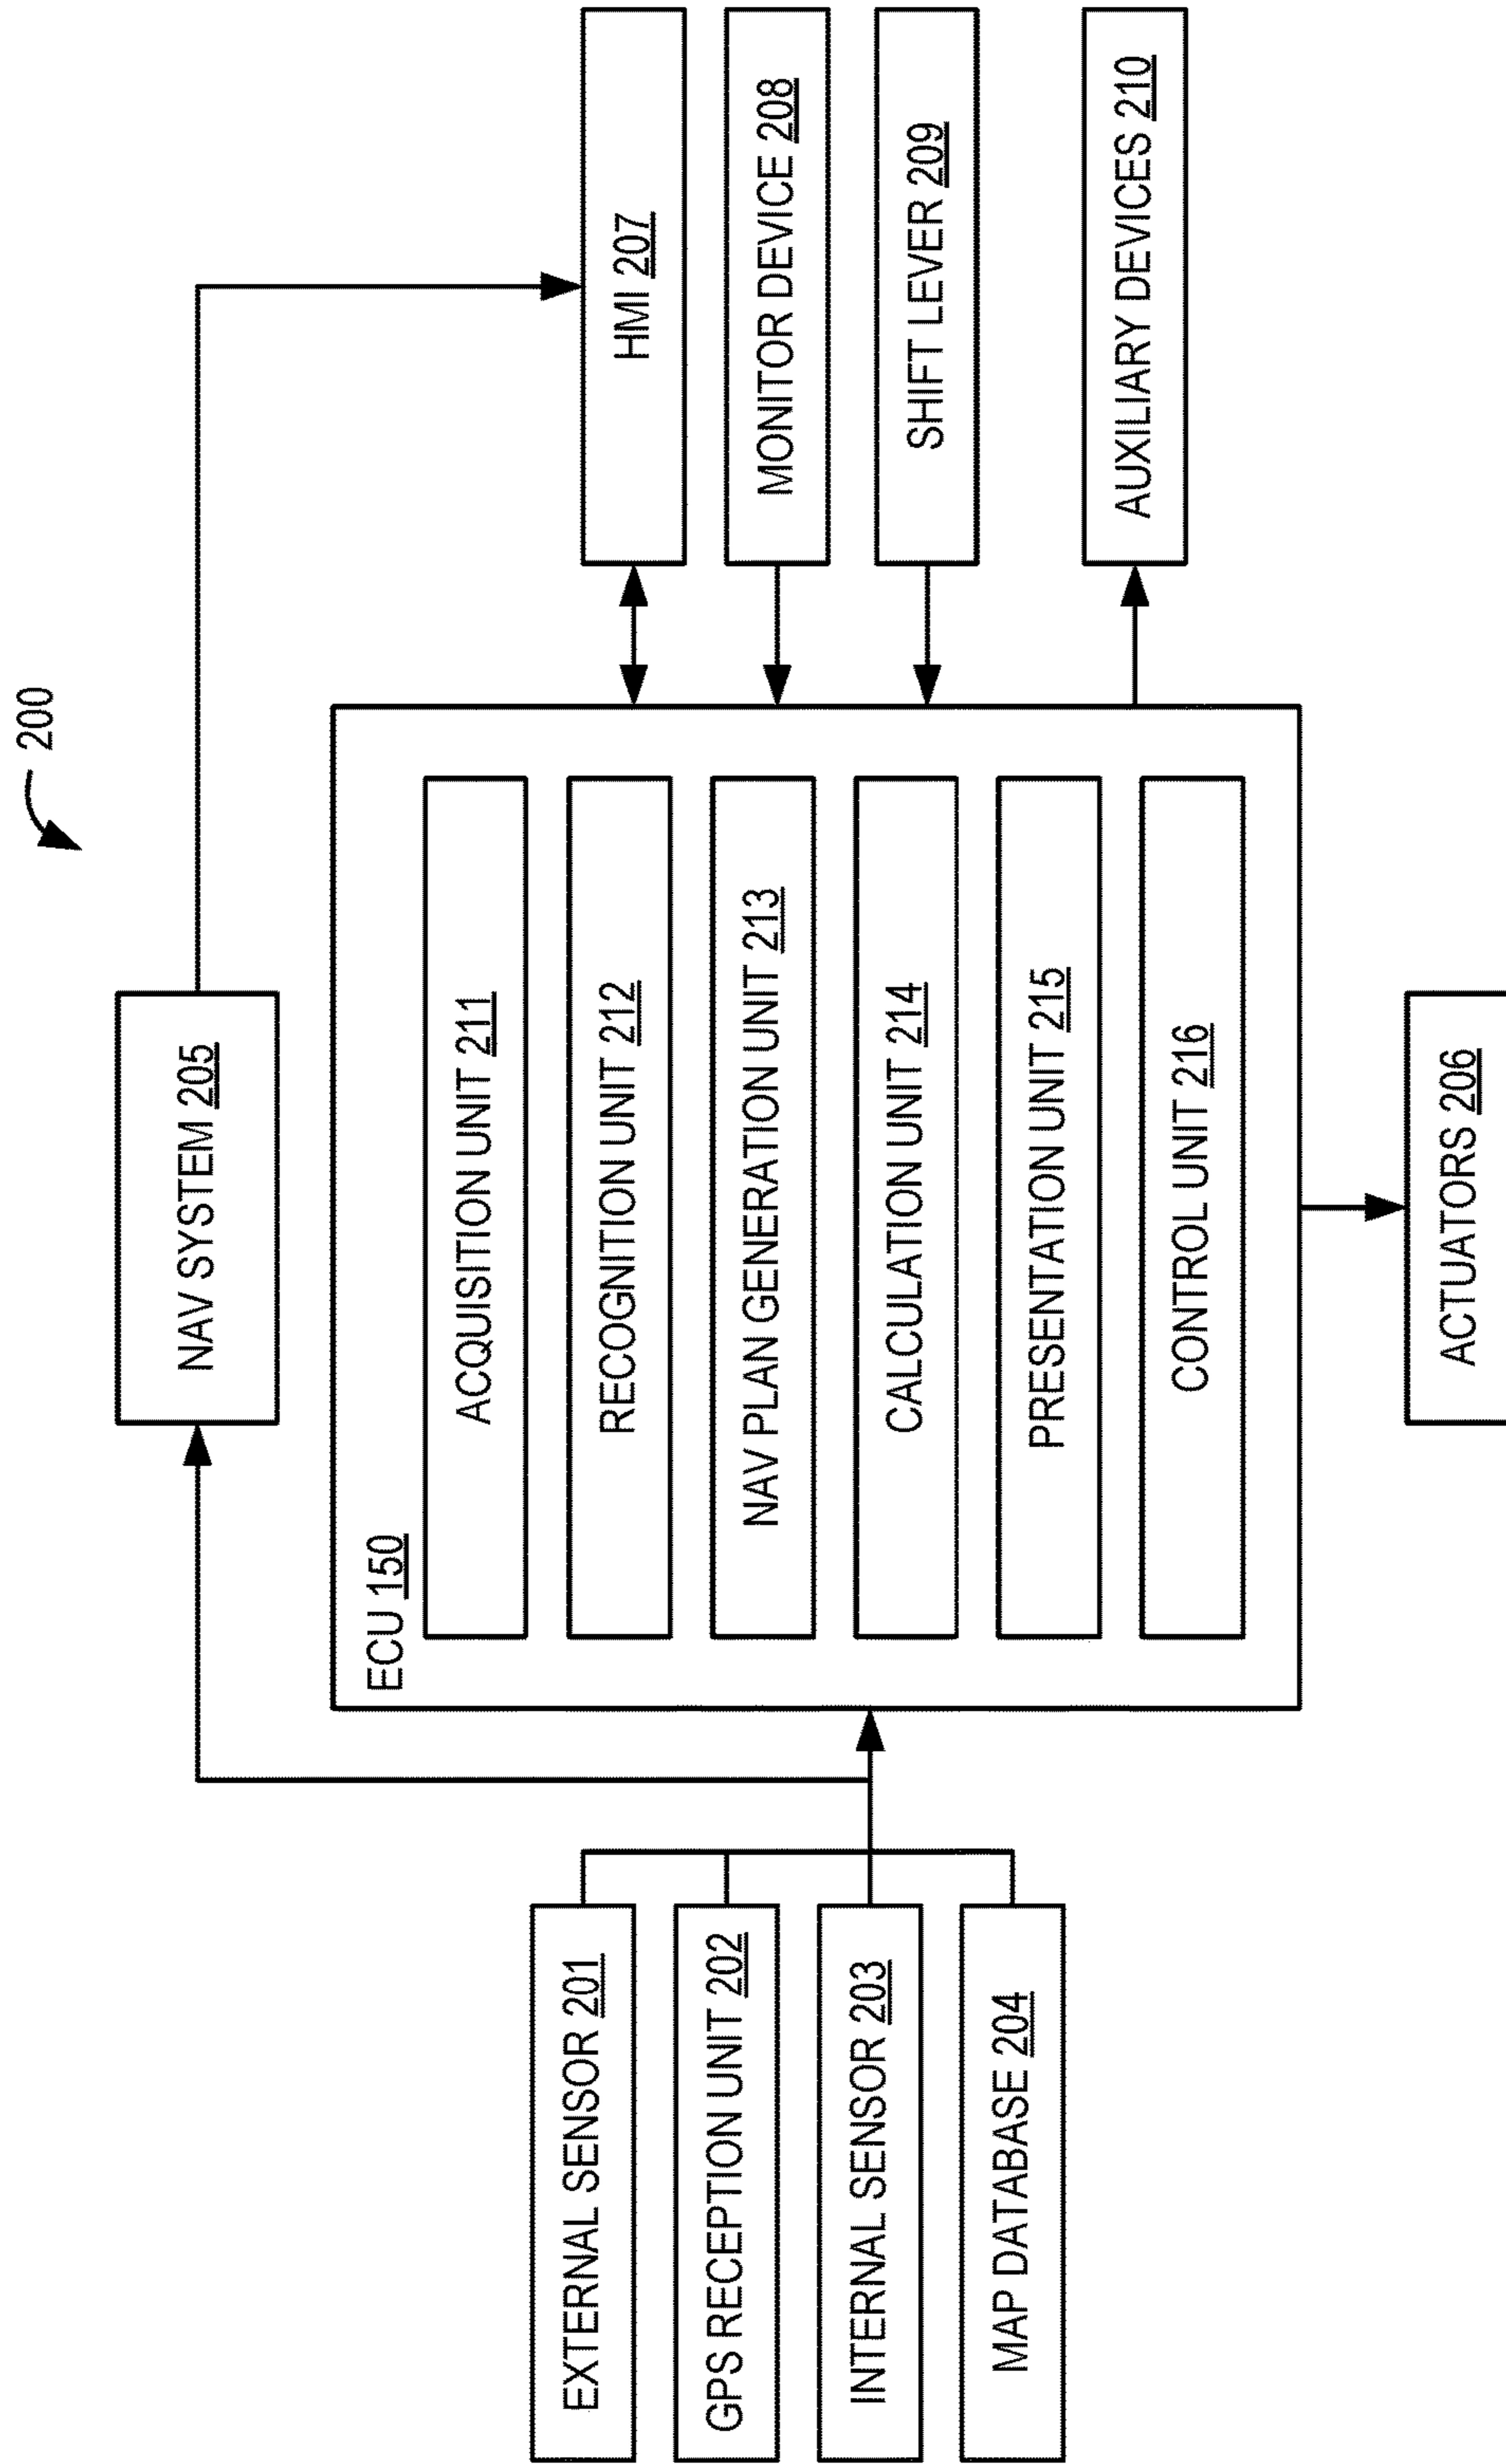 200
NAV SYSTEM 205
EXTERNAL SENSOR 201
GPS RECEPTION UNIT 202
INTERNAL SENSOR 203
MAP DATABASE 204
ECU 150
ACQUISITION UNIT 211
RECOGNITION UNIT 212
NAV PLAN GENERATION UNIT 213
CALCULATION UNIT 214
PRESENTATION UNIT 215
CONTROL UNIT 216
HMI 207
MONITOR DEVICE 208
SHIFT LEVER 209
AUXILIARY DEVICES 210
ACTUATORS 206